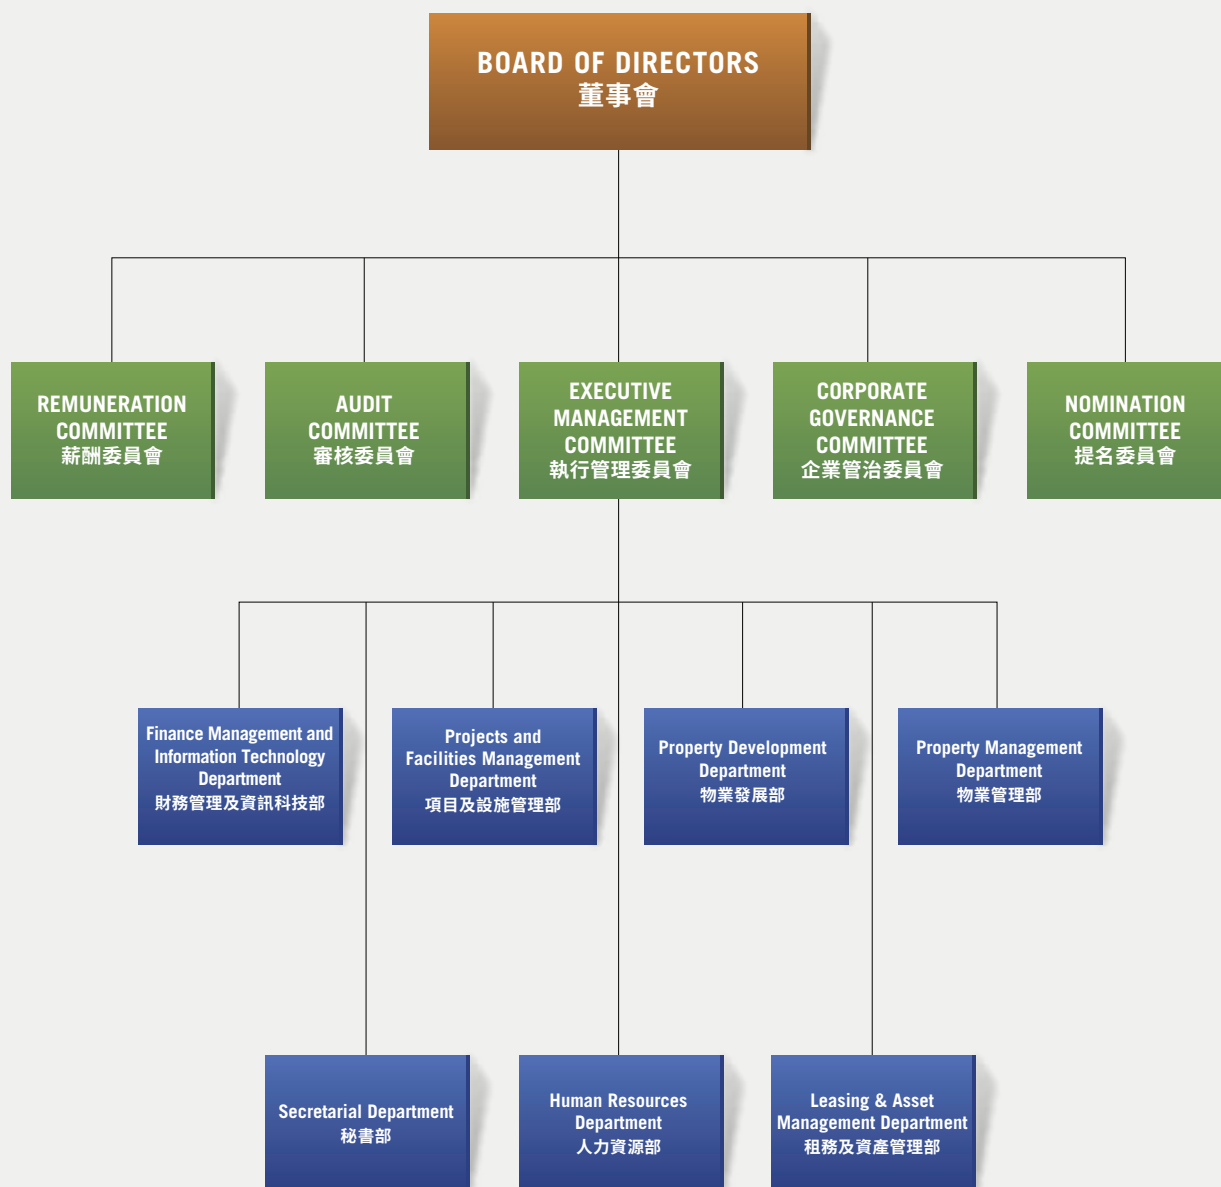 BOARD OF DIRECTORS
董事會
REMUNERATION
COMMITTEE
薪酬委員會
AUDIT
COMMITTEE
審核委員會
EXECUTIVE
MANAGEMENT
COMMITTEE
執行管理委員會
CORPORATE
GOVERNANCE
COMMITTEE
企業管治委員會
NOMINATION
COMMITTEE
提名委員會
Finance Management and
Information Technology
Department
財務管理及資訊科技部
Projects and
Facilities Management
Department
項目及設施管理部
Property Development
Department
物業發展部
Property Management
Department
物業管理部
Secretarial Department
秘書部
Human Resources
Department
人力資源部
Leasing & Asset
Management Department
租務及資產管理部